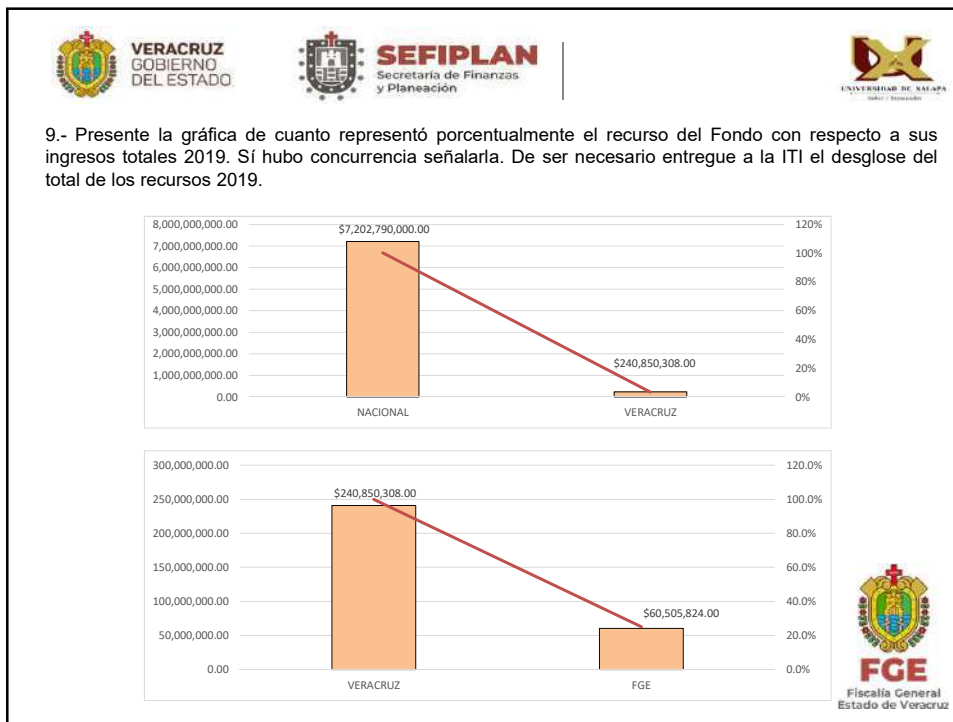 VERACRUZ
GOBIERNO
DEL ESTADO
SEFIPLAN
Secretaría de Finanzas
y Planeación
UNIVERSIDAD DE XALAPA
9.- Presente la gráfica de cuanto representó porcentualmente el recurso del Fondo con respecto a sus
ingresos totales 2019. Sí hubo concurrencia señalarla. De ser necesario entregue a la ITI el desglose del
total de los recursos 2019.
8,000,000,000.00
7,000,000,000.00
6,000,000,000.00
5,000,000,000.00
4,000,000,000.00
3,000,000,000.00
2,000,000,000.00
1,000,000,000.00
0.00
$7,202,790,000.00
$240,850,308.00
120%
100%
80%
60%
40%
20%
0%
NACIONAL
VERACRUZ
300,000,000.00
250,000,000.00
200,000,000.00
150,000,000.00
100,000,000.00
50,000,000.00
0.00
$240,850,308.00
$60,505,824.00
120.0%
100.0%
80.0%
60.0%
40.0%
20.0%
0.0%
VERACRUZ
FGE
FGE
Fiscalía General
Estado de Veracruz